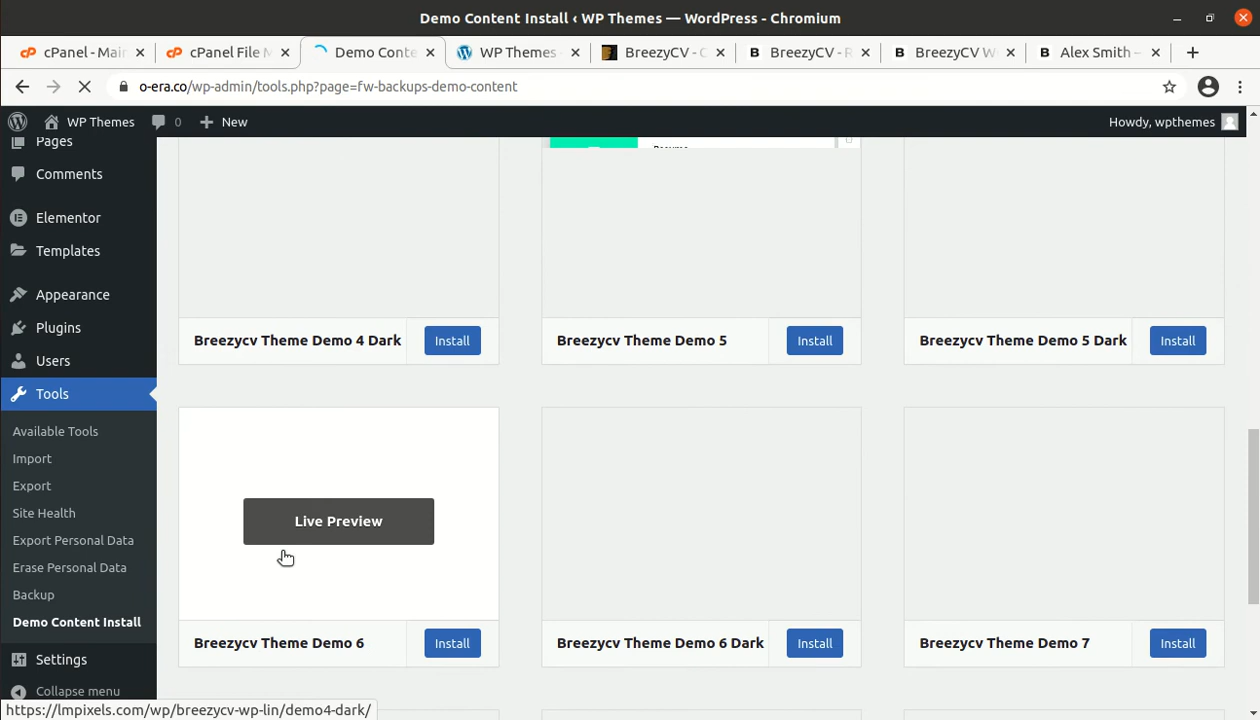 Demo Content Install ‹ WP Themes — WordPress - Chromium
cPanel - Main
cPanel File M
Demo Conte
WP Themes
BreezyCV - C
BreezyCV - R
BreezyCV W
Alex Smith –
o-era.co/wp-admin/tools.php?page=fw-backups-demo-content
WP Themes
0
New
Howdy, wpthemes
Pages
Comments
Elementor
Templates
Appearance
Plugins
Users
Tools
Available Tools
Import
Export
Site Health
Export Personal Data
Erase Personal Data
Backup
Demo Content Install
Settings
Collapse menu
Breezycv Theme Demo 4 Dark
Install
Breezycv Theme Demo 5
Install
Breezycv Theme Demo 5 Dark
Install
Live Preview
Breezycv Theme Demo 6
Install
Breezycv Theme Demo 6 Dark
Install
Breezycv Theme Demo 7
Install
https://lmpixels.com/wp/breezycv-wp-lin/demo4-dark/